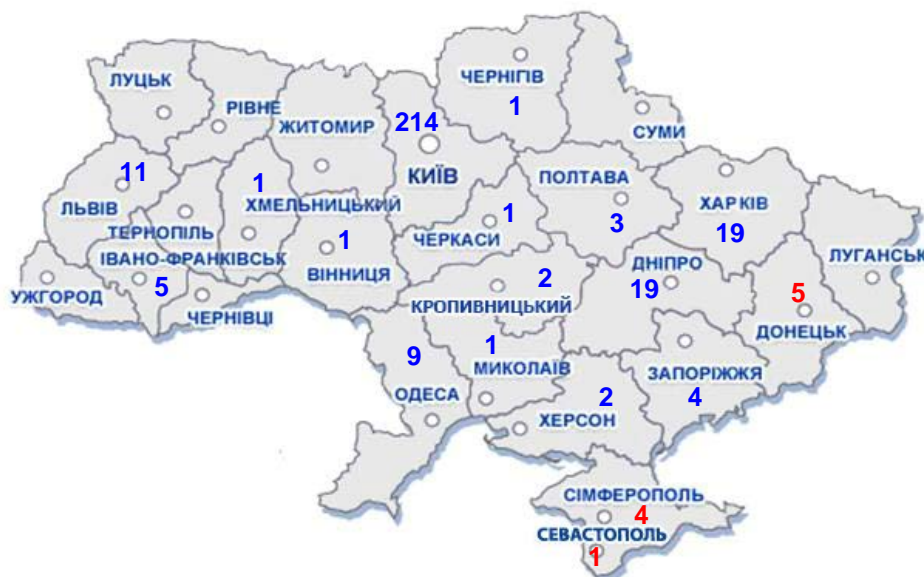 ЧЕРНІГІВ
1
ЛУЦЬК
РІВНЕ
ЖИТОМИР
214
СУМИ
КИЇВ
11
ЛЬВІВ
1
ХМЕЛЬНИЦЬКИЙ
ПОЛТАВА
3
ХАРКІВ
19
ТЕРНОПІЛЬ
1
ЧЕРКАСИ
1
ВІННИЦЯ
ІВАНО-ФРАНКІВСЬК
5
УЖГОРОД
ЧЕРНІВЦІ
2
КРОПИВНИЦЬКИЙ
ДНІПРО
19
ЛУГАНСЬК
5
ДОНЕЦЬК
9
ОДЕСА
1
МИКОЛАЇВ
ЗАПОРІЖЖЯ
4
2
ХЕРСОН
СІМФЕРОПОЛЬ
4
СЕВАСТОПОЛЬ
1